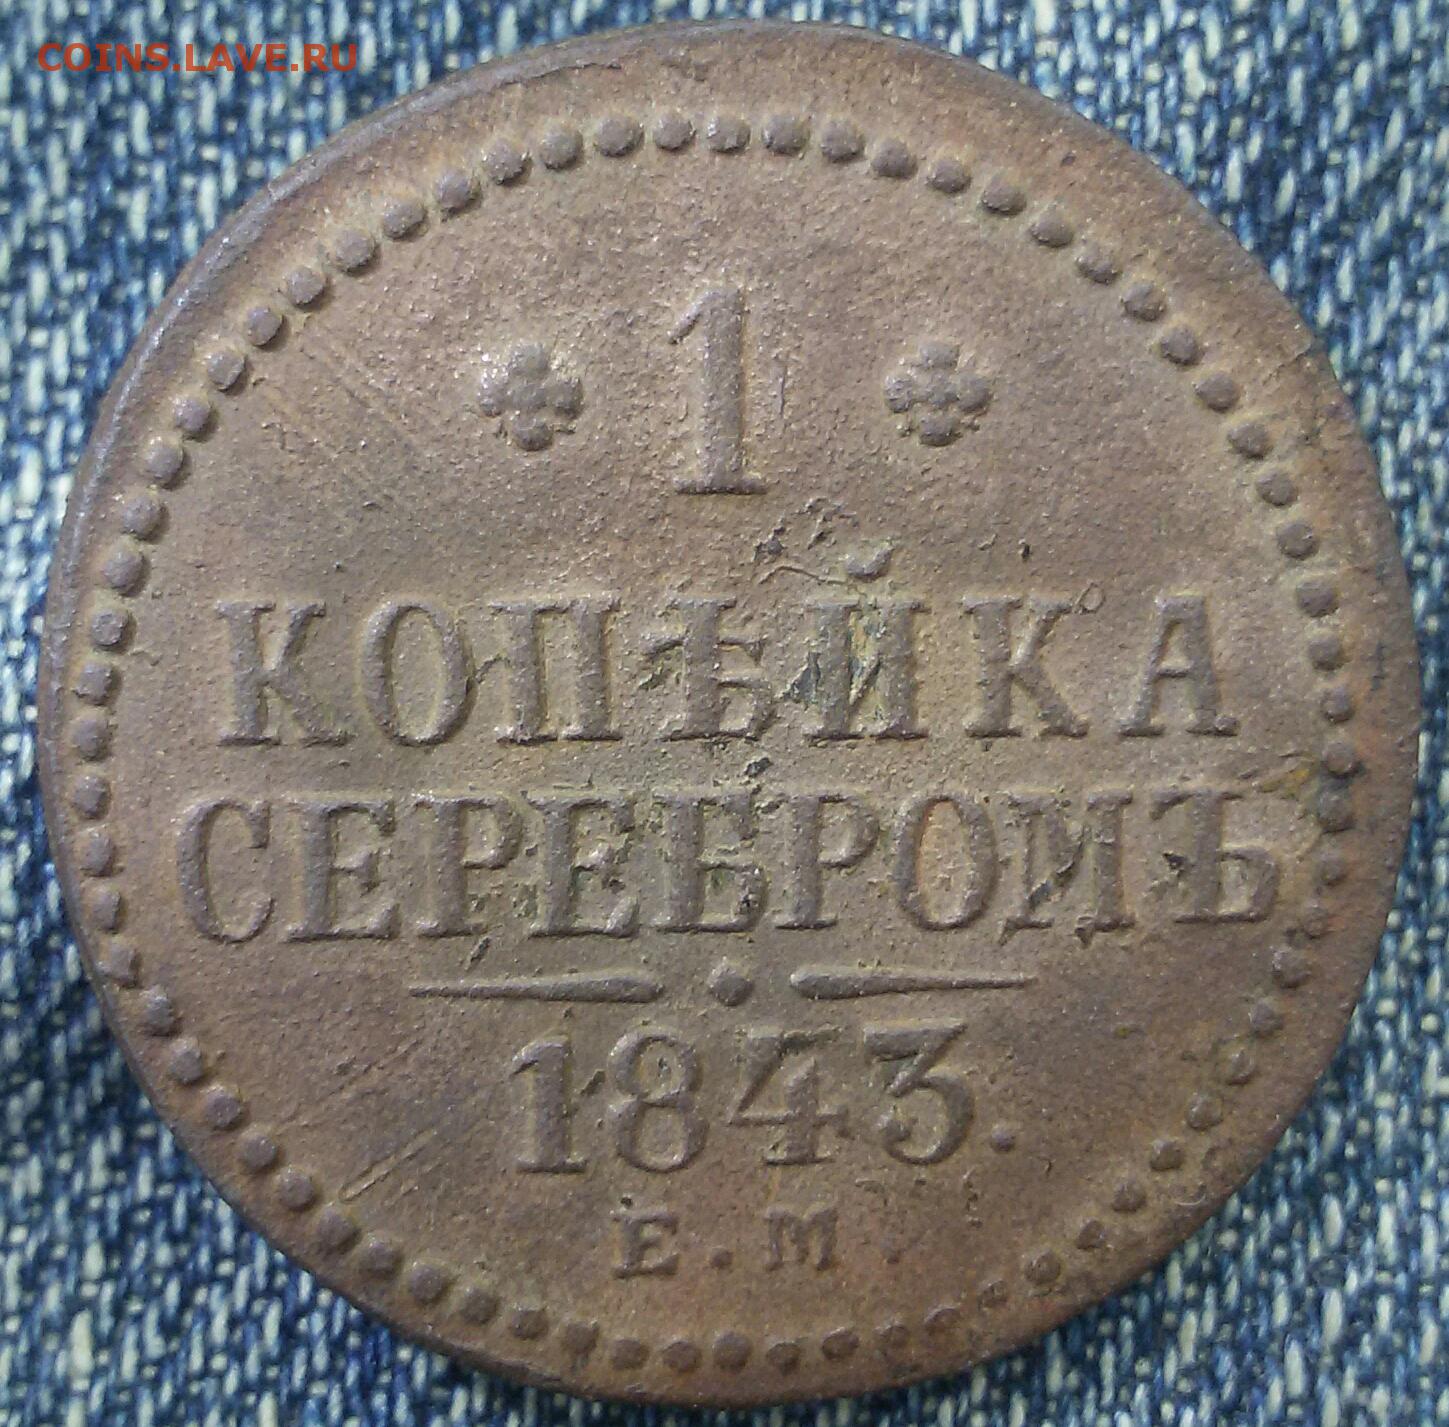 COINS.LAVE.RU
1
КОПѢЙКА
СЕРЕБРОМЪ
1843.
Е.М.